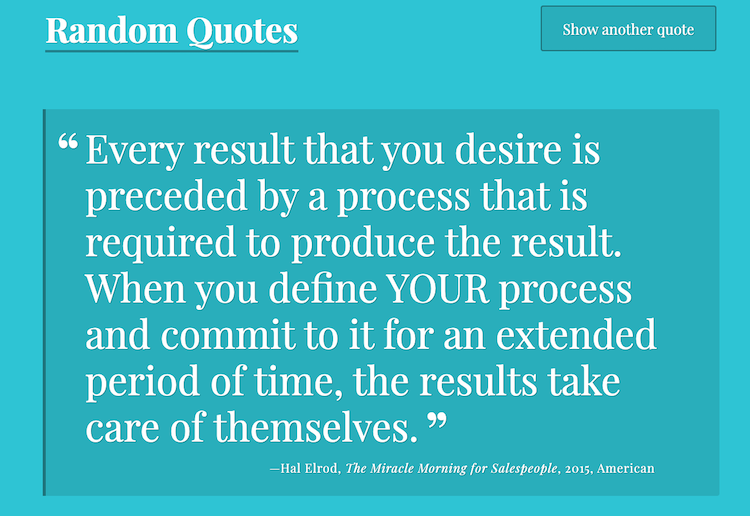 Random Quotes
Show another quote
“ Every result that you desire is
preceded by a process that is
required to produce the result.
When you define YOUR process
and commit to it for an extended
period of time, the results take
care of themselves. ”
—Hal Elrod, The Miracle Morning for Salespeople, 2015, American